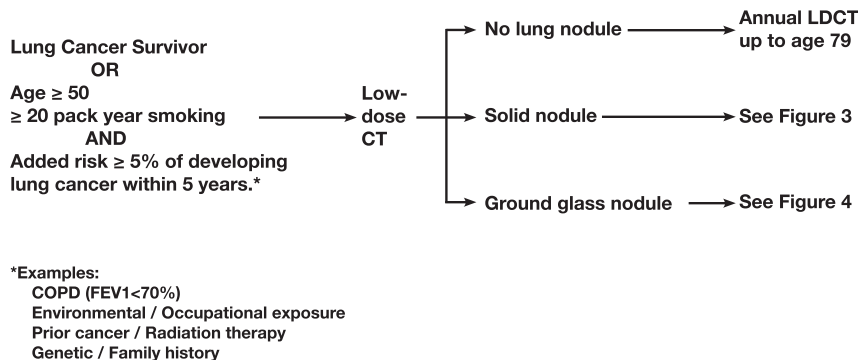 Lung Cancer Survivor
OR
Age ≥ 50
≥ 20 pack year smoking
AND
Added risk ≥ 5% of developing
lung cancer within 5 years.*
Low-
dose
CT
No lung nodule
Annual LDCT
up to age 79
Solid nodule
See Figure 3
Ground glass nodule
See Figure 4
*Examples:
COPD (FEV1<70%)
Environmental / Occupational exposure
Prior cancer / Radiation therapy
Genetic / Family history